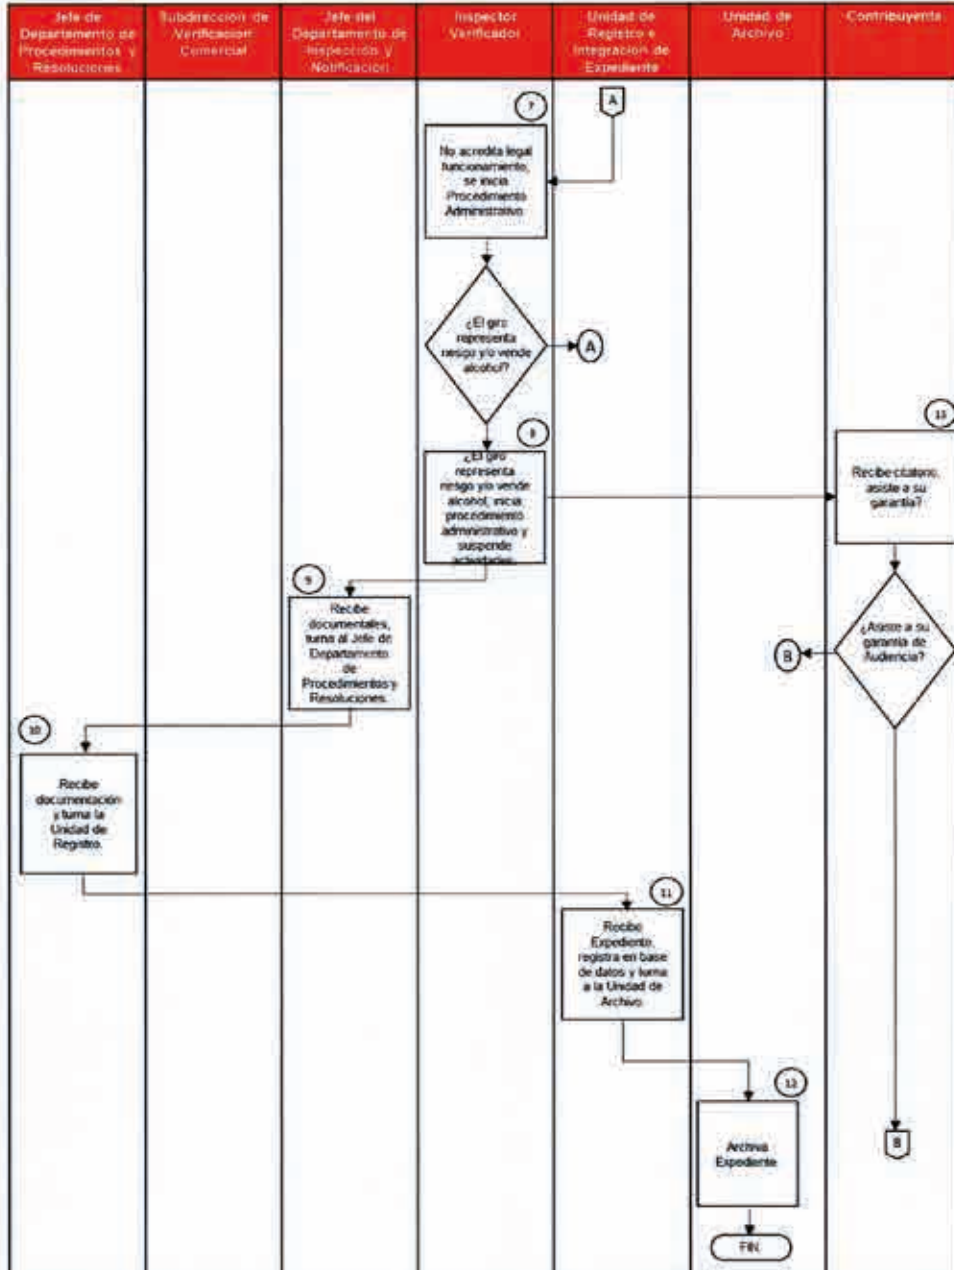 Jefe de
Departamento de
Procedimientos y
Resoluciones
Subdirección de
Verificación
Comercial
Jefe del
Departamento de
Inspección y
Notificación
Inspector
Verificador
Unidad de
Registro e
Integración de
Expediente
Unidad de
Archivo
Contribuyente
7
A
No acredita legal
funcionamiento,
se inicia
Procedimiento
Administrativo
¿El giro
representa
riesgo y/o vende
alcohol?
A
8
¿El giro
representa
riesgo y/o vende
alcohol, inicia
procedimiento
administrativo y
suspende
actividades.
13
Recibe citatorio,
asiste a su
garantía?
9
Recibe
documentales,
turna al Jefe de
Departamento
de
Procedimientos y
Resoluciones.
¿Asiste a su
garantía de
Audiencia?
B
10
Recibe
documentación
y turna la
Unidad de
Registro.
11
Recibe
Expediente,
registra en base
de datos y turna
a la Unidad de
Archivo.
12
Archiva
Expediente
B
FIN